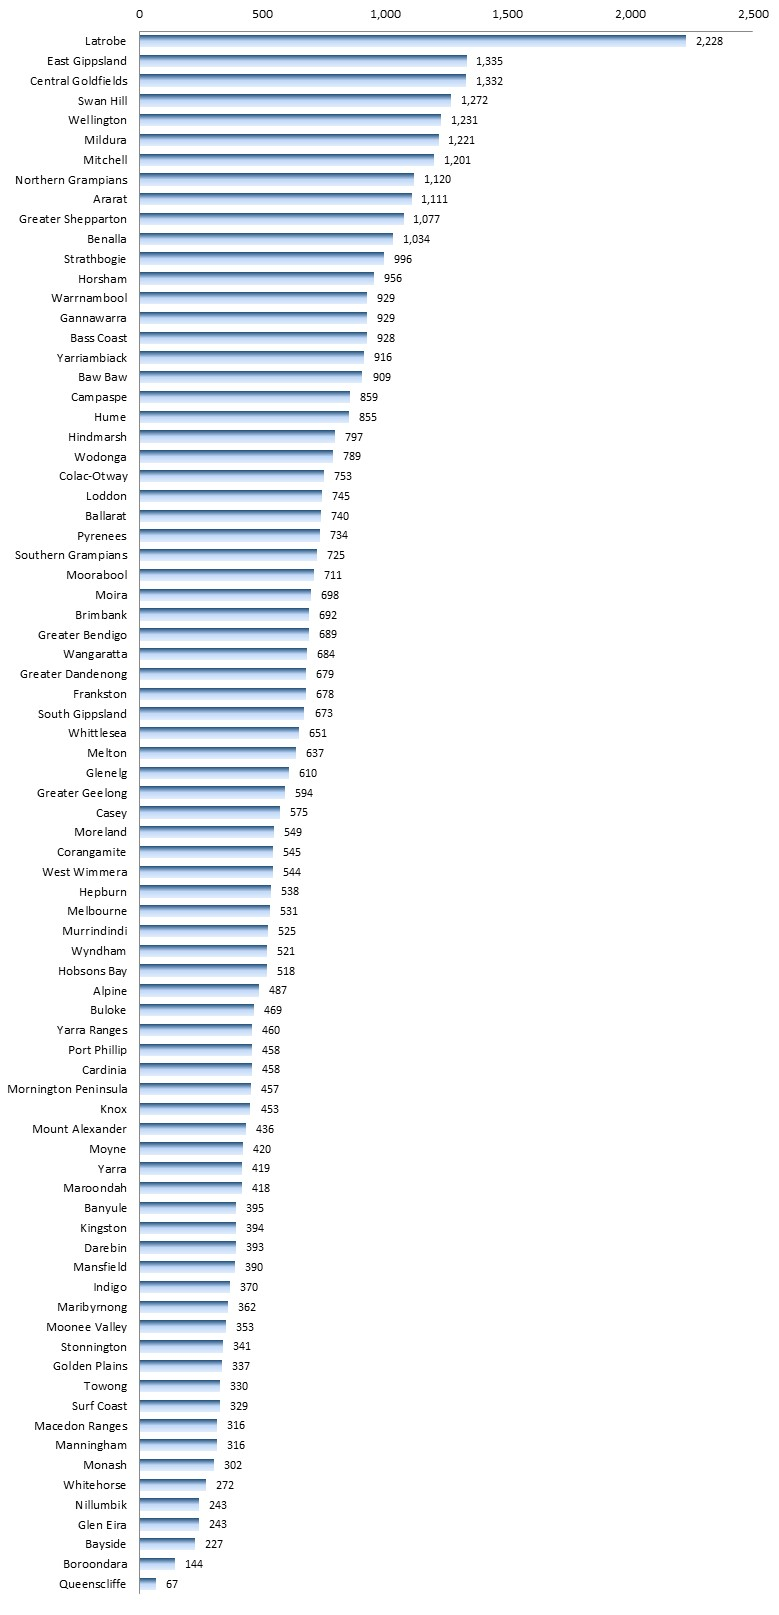 0 500 1,000 1,500 2,000 2,500
Latrobe 2,228
East Gippsland 1,335
Central Goldfields 1,332
Swan Hill 1,272
Wellington 1,231
Mildura 1,221
Mitchell 1,201
Northern Grampians 1,120
Ararat 1,111
Greater Shepparton 1,077
Benalla 1,034
Strathbogie 996
Horsham 956
Warrnambool 929
Gannawarra 929
Bass Coast 928
Yarriambiack 916
Baw Baw 909
Campaspe 859
Hume 855
Hindmarsh 797
Wodonga 789
Colac-Otway 753
Loddon 745
Ballarat 740
Pyrenees 734
Southern Grampians 725
Moorabool 711
Moira 698
Brimbank 692
Greater Bendigo 689
Wangaratta 684
Greater Dandenong 679
Frankston 678
South Gippsland 673
Whittlesea 651
Melton 637
Glenelg 610
Greater Geelong 594
Casey 575
Moreland 549
Corangamite 545
West Wimmera 544
Hepburn 538
Melbourne 531
Murrindindi 525
Wyndham 521
Hobsons Bay 518
Alpine 487
Buloke 469
Yarra Ranges 460
Port Phillip 458
Cardinia 458
Mornington Peninsula 457
Knox 453
Mount Alexander 436
Moyne 420
Yarra 419
Maroondah 418
Banyule 395
Kingston 394
Darebin 393
Mansfield 390
Indigo 370
Maribyrnong 362
Moonee Valley 353
Stonnington 341
Golden Plains 337
Towong 330
Surf Coast 329
Macedon Ranges 316
Manningham 316
Monash 302
Whitehorse 272
Nillumbik 243
Glen Eira 243
Bayside 227
Boroondara 144
Queenscliffe 67